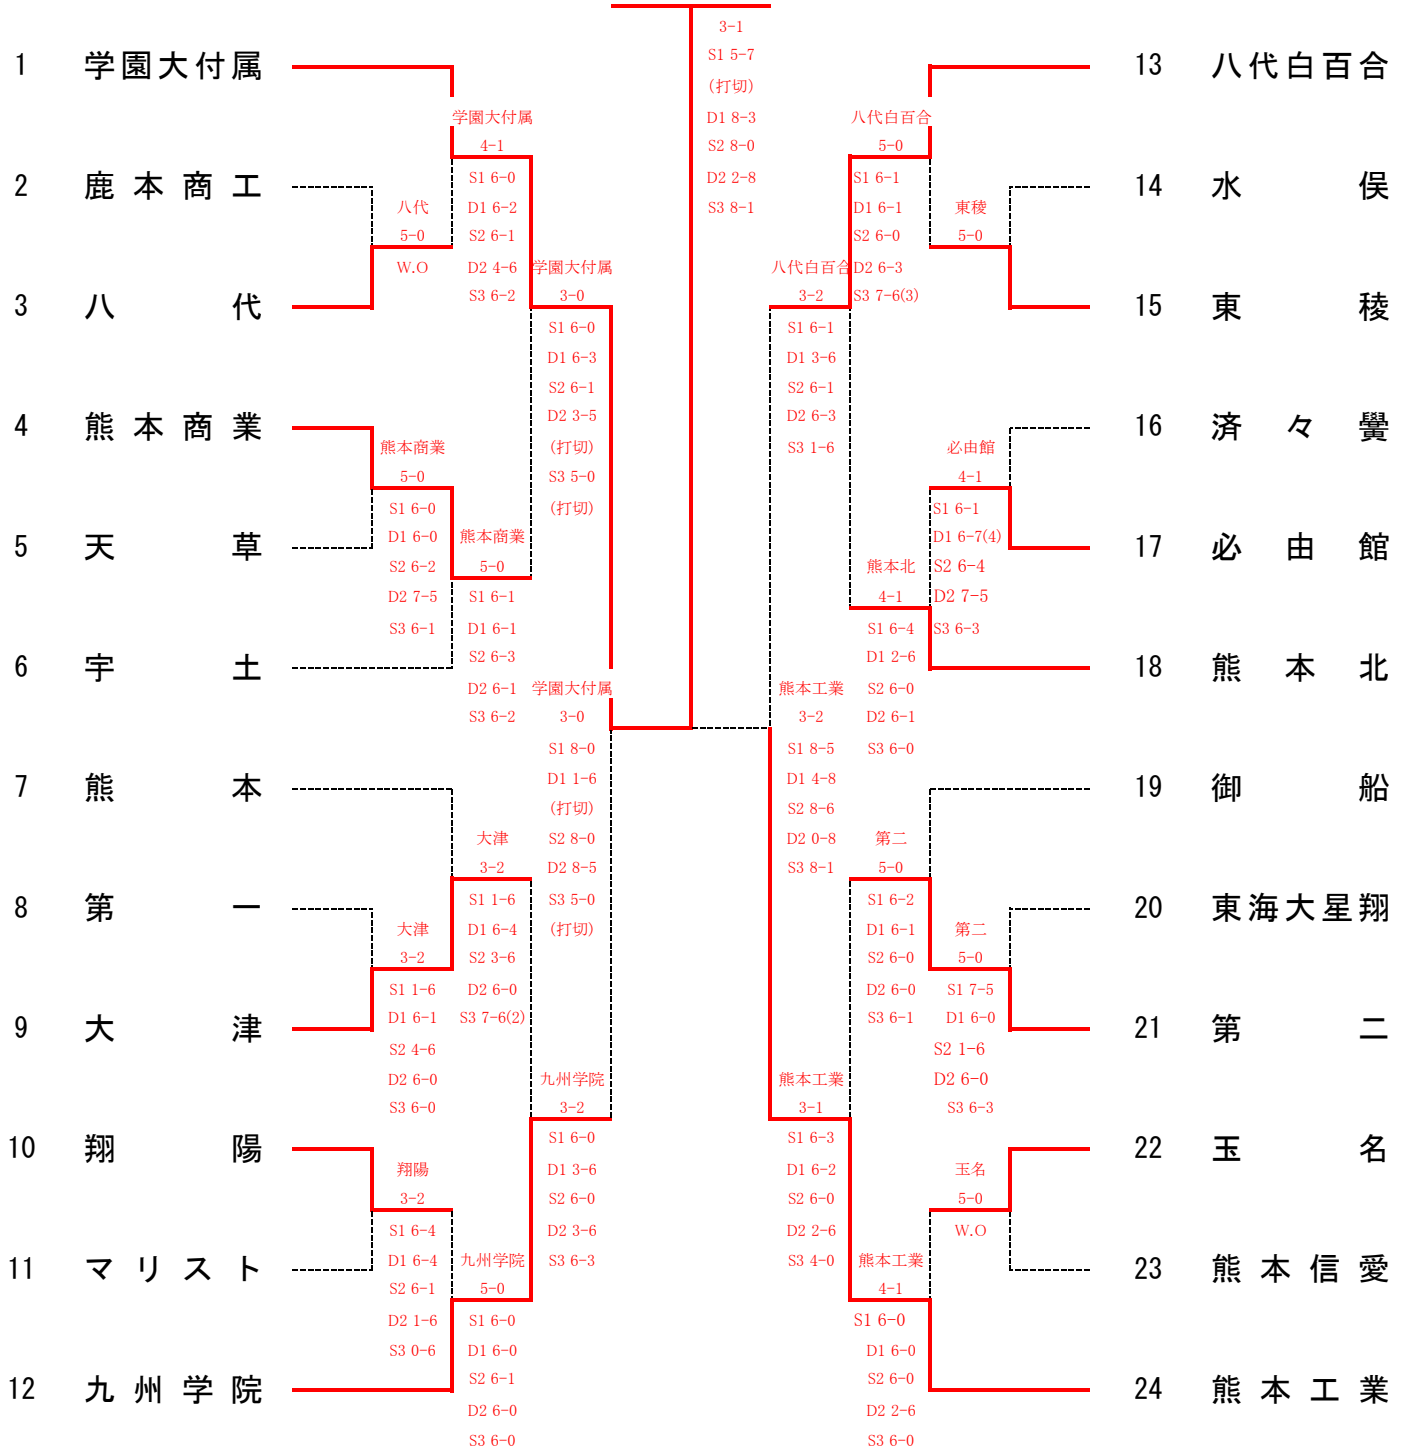 3-1
S1 5-7
(打切)
D1 8-3
S2 8-0
D2 2-8
S3 8-1
1 学園大付属
2 鹿本商工
3 八代
4 熊本商業
5 天草
6 宇土
7 熊本
8 第一
9 大津
10 翔陽
11 マリスト
12 九州学院
八代
5-0
W.O
熊本商業
5-0
S1 6-0
D1 6-0
S2 6-2
D2 7-5
S3 6-1
大津
3-2
S1 1-6
D1 6-1
S2 4-6
D2 6-0
S3 6-0
翔陽
3-2
S1 6-4
D1 6-4
S2 6-1
D2 1-6
S3 0-6
学園大付属
4-1
S1 6-0
D1 6-2
S2 6-1
D2 4-6
S3 6-2
熊本商業
5-0
S1 6-1
D1 6-1
S2 6-3
D2 6-1
S3 6-2
大津
3-2
S1 1-6
D1 6-4
S2 3-6
D2 6-0
S3 7-6(2)
九州学院
5-0
S1 6-0
D1 6-0
S2 6-1
D2 6-0
S3 6-0
学園大付属
3-0
S1 6-0
D1 6-3
S2 6-1
D2 3-5
(打切)
S3 5-0
(打切)
学園大付属
3-0
S1 8-0
D1 1-6
(打切)
S2 8-0
D2 8-5
S3 5-0
(打切)
九州学院
3-2
S1 6-0
D1 3-6
S2 6-0
D2 3-6
S3 6-3
八代白百合
3-2
S1 6-1
D1 3-6
S2 6-1
D2 6-3
S3 1-6
熊本工業
3-2
S1 8-5
D1 4-8
S2 8-6
D2 0-8
S3 8-1
熊本工業
3-1
S1 6-3
D1 6-2
S2 6-0
D2 2-6
S3 4-0
八代白百合
5-0
S1 6-1
D1 6-1
S2 6-0
D2 6-3
S3 7-6(3)
熊本北
4-1
S1 6-4
D1 2-6
S2 6-0
D2 6-1
S3 6-0
第二
5-0
S1 6-2
D1 6-1
S2 6-0
D2 6-0
S3 6-1
熊本工業
4-1
S1 6-0
D1 6-0
S2 6-0
D2 2-6
S3 6-0
東稜
5-0
必由館
4-1
S1 6-1
D1 6-7(4)
S2 6-4
D2 7-5
S3 6-3
第二
5-0
S1 7-5
D1 6-0
S2 1-6
D2 6-0
S3 6-3
玉名
5-0
W.O
13 八代白百合
14 水俣
15 東稜
16 済々黌
17 必由館
18 熊本北
19 御船
20 東海大星翔
21 第二
22 玉名
23 熊本信愛
24 熊本工業